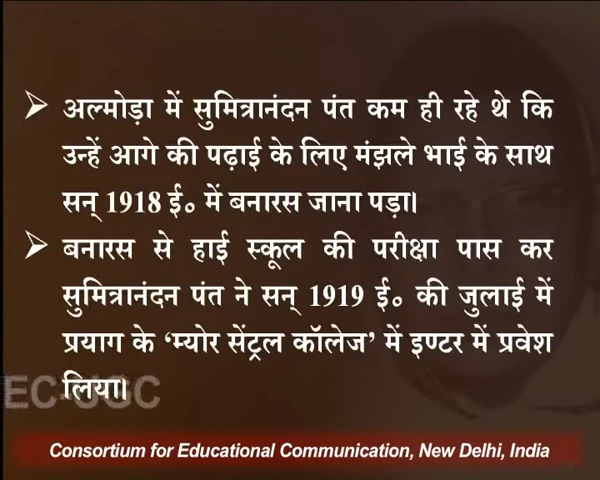 ➢ अल्मोड़ा में सुमित्रानंदन पंत कम ही रहे थे कि
उन्हें आगे की पढ़ाई के लिए मंझले भाई के साथ
सन् 1918 ई० में बनारस जाना पड़ा।
➢ बनारस से हाई स्कूल की परीक्षा पास कर
सुमित्रानंदन पंत ने सन् 1919 ई० की जुलाई में
प्रयाग के ‘म्योर सेंट्रल कॉलेज’ में इण्टर में प्रवेश
लिया।
EC-UGC
Consortium for Educational Communication, New Delhi, India